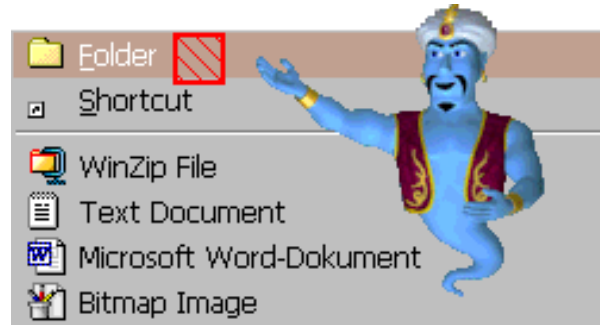 Folder
Shortcut
WinZip File
Text Document
Microsoft Word-Dokument
Bitmap Image